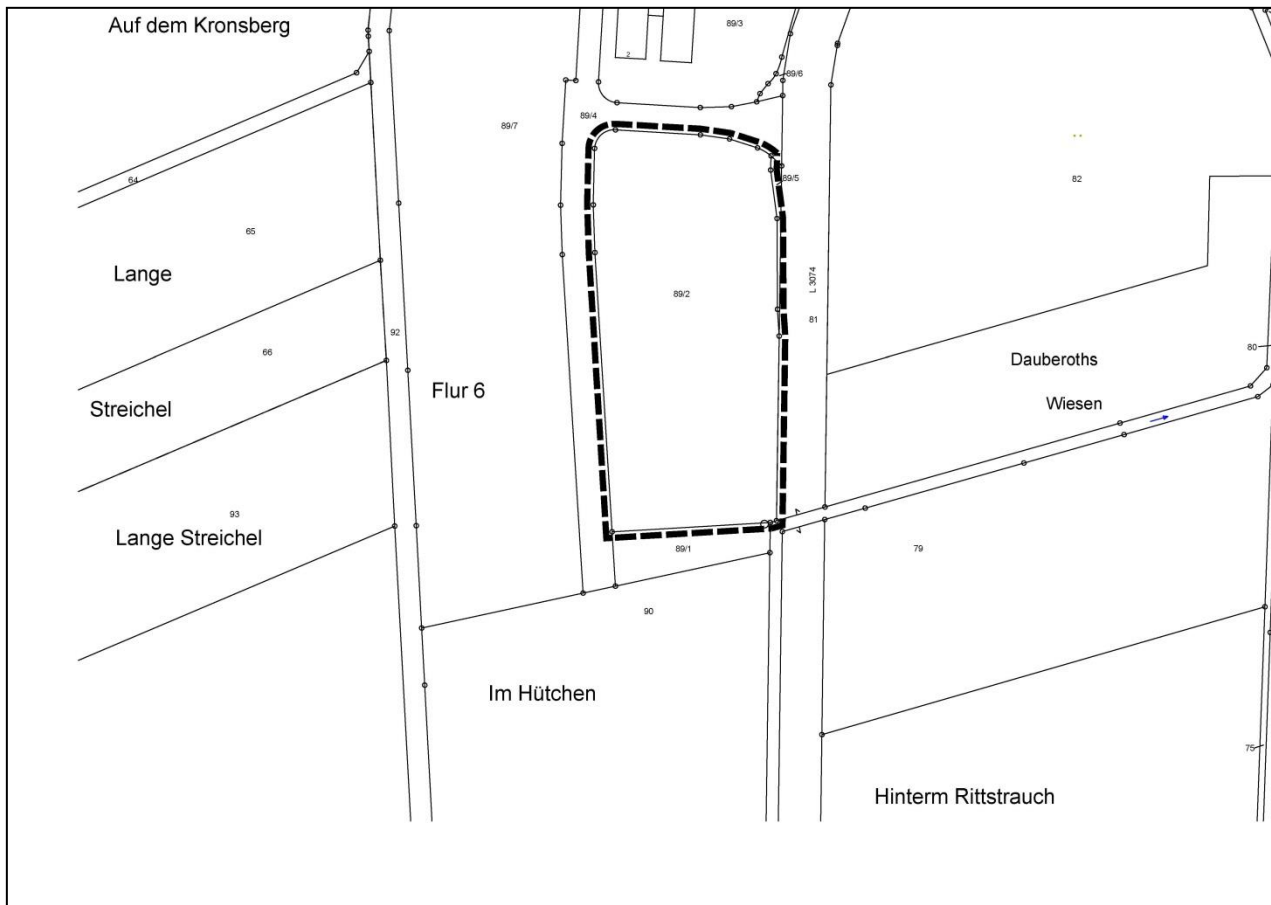 Auf dem Kronsberg
89/3
2
89/6
89/4
89/7
64
89/5
82
65
Lange
89/2
L 3074
81
92
66
80
Dauberoths
Flur 6
Streichel
Wiesen
93
Lange Streichel
89/1
79
90
Im Hütchen
75
Hinterm Rittstrauch